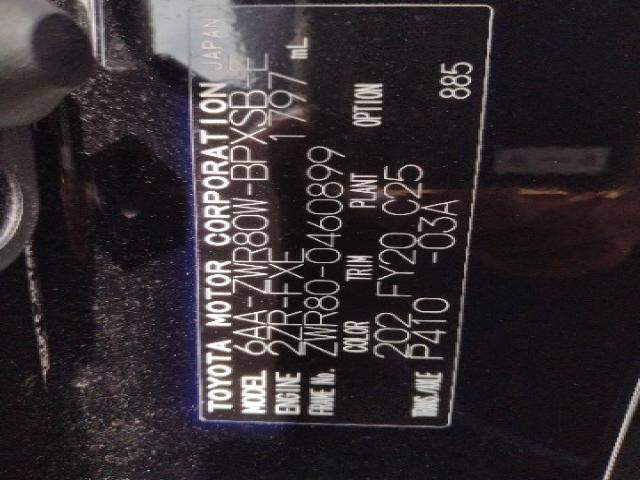 TOYOTA MOTOR CORPORATION JAPAN
MODEL 6AA-ZWR80W-BPXSB-E
ENGINE 2ZR-FXE 1797 mL
FRAME No. ZWR80-0460899
COLOR TRIM PLANT OPTION
202 FY20 C25
TRANS/AXLE P410 -03A 885